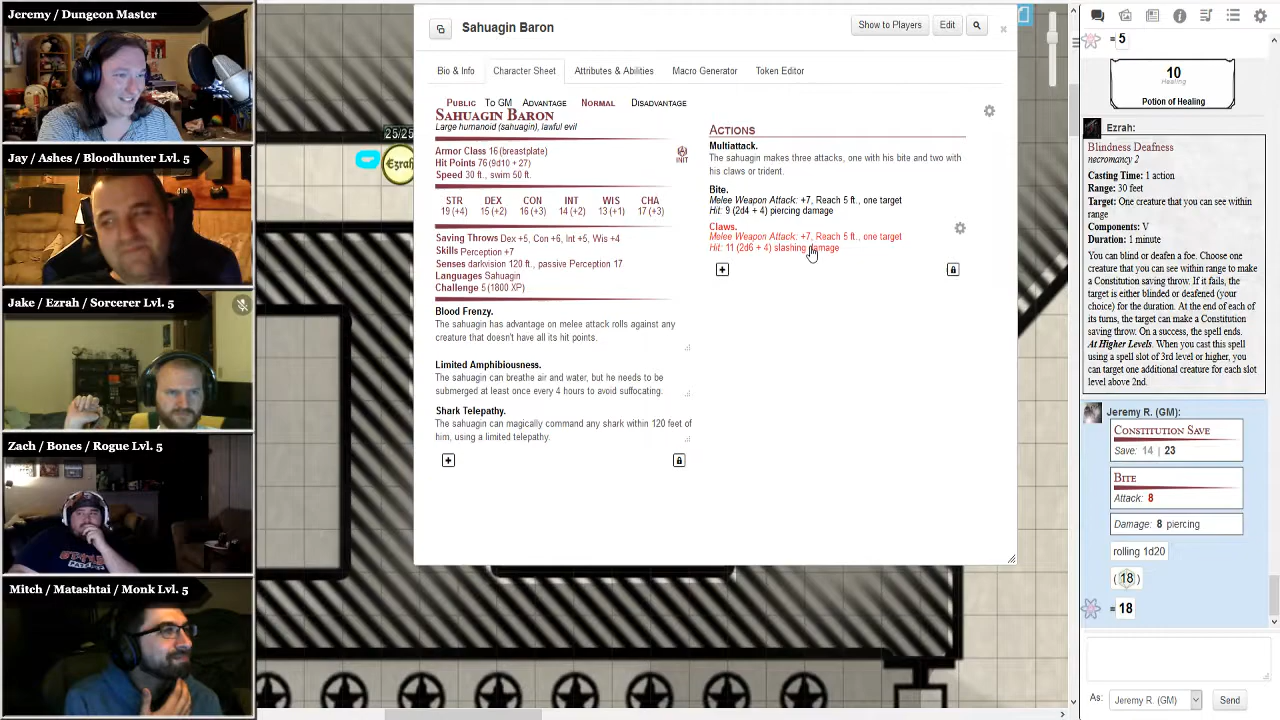 Jeremy / Dungeon Master
Jay / Ashes / Bloodhunter Lvl. 5
Jake / Ezrah / Sorcerer Lvl. 5
Zach / Bones / Rogue Lvl. 5
Mitch / Matashtai / Monk Lvl. 5
25/25
Ezrah
Sahuagin Baron
Show to Players
Edit
Bio & Info
Character Sheet
Attributes & Abilities
Macro Generator
Token Editor
PUBLIC To GM ADVANTAGE NORMAL DISADVANTAGE
SAHUAGIN BARON
Large humanoid (sahuagin), lawful evil
Armor Class 16 (breastplate)
Hit Points 76 (9d10 + 27)
Speed 30 ft., swim 50 ft.
INIT
STR DEX CON INT WIS CHA
19 (+4) 15 (+2) 16 (+3) 14 (+2) 13 (+1) 17 (+3)
Saving Throws Dex +5, Con +6, Int +5, Wis +4
Skills Perception +7
Senses darkvision 120 ft., passive Perception 17
Languages Sahuagin
Challenge 5 (1800 XP)
Blood Frenzy.
The sahuagin has advantage on melee attack rolls against any
creature that doesn't have all its hit points.
Limited Amphibiousness.
The sahuagin can breathe air and water, but he needs to be
submerged at least once every 4 hours to avoid suffocating.
Shark Telepathy.
The sahuagin can magically command any shark within 120 feet of
him, using a limited telepathy.
ACTIONS
Multiattack.
The sahuagin makes three attacks, one with his bite and two with
his claws or trident.
Bite.
Melee Weapon Attack: +7, Reach 5 ft., one target
Hit: 9 (2d4 + 4) piercing damage
Claws.
Melee Weapon Attack: +7, Reach 5 ft., one target
Hit: 11 (2d6 + 4) slashing damage
= 5
10
Healing
Potion of Healing
Ezrah:
Blindness Deafness
necromancy 2
Casting Time: 1 action
Range: 30 feet
Target: One creature that you can see within
range
Components: V
Duration: 1 minute
You can blind or deafen a foe. Choose one
creature that you can see within range to make
a Constitution saving throw. If it fails, the
target is either blinded or deafened (your
choice) for the duration. At the end of each of
its turns, the target can make a Constitution
saving throw. On a success, the spell ends.
At Higher Levels. When you cast this spell
using a spell slot of 3rd level or higher, you
can target one additional creature for each slot
level above 2nd.
Jeremy R. (GM):
CONSTITUTION SAVE
Save: 14 | 23
BITE
Attack: 8
Damage: 8 piercing
rolling 1d20
(18)
= 18
As:
Jeremy R. (GM)
Send